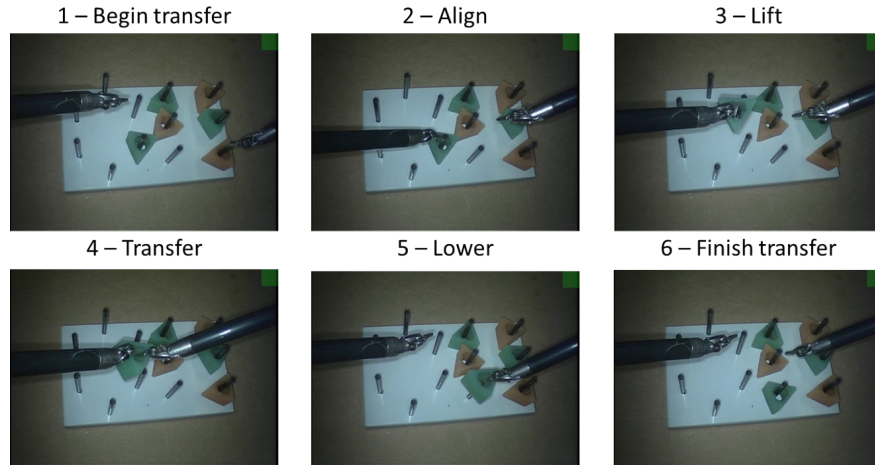 1 – Begin transfer
2 – Align
3 – Lift
4 – Transfer
5 – Lower
6 – Finish transfer